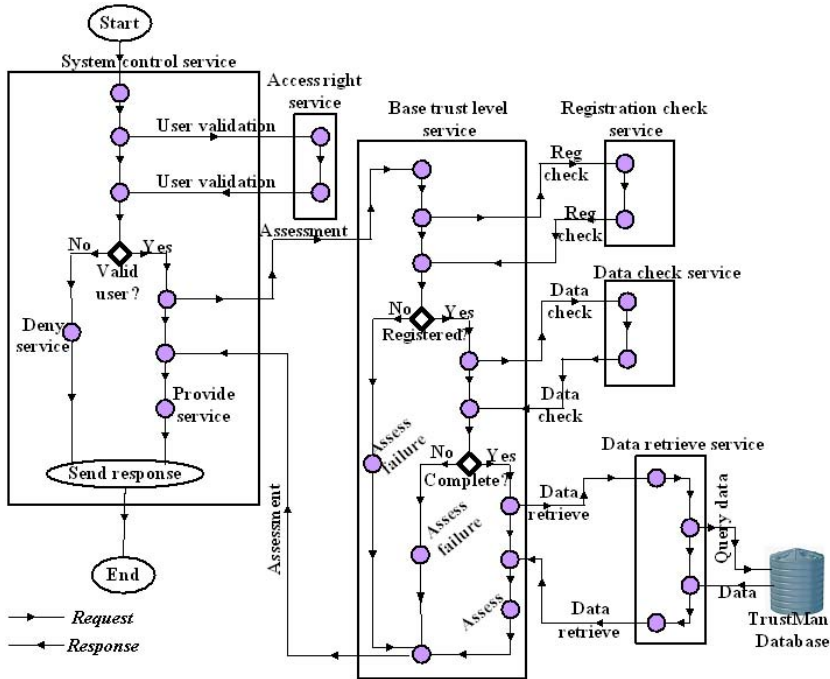 Start
System control service
Access right
service
User validation
User validation
Base trust level
service
Registration check
service
Reg
check
Reg
check
Assessment
No
Yes
Valid
user?
Deny
service
Provide
service
Send response
End
Data check service
Data
check
Data
check
No
Yes
Registered?
Assess
failure
No
Yes
Complete?
Assess
failure
Assess
Data retrieve service
Data
retrieve
Query data
Data
Data
retrieve
TrustMan
Database
Assessment
Request
Response